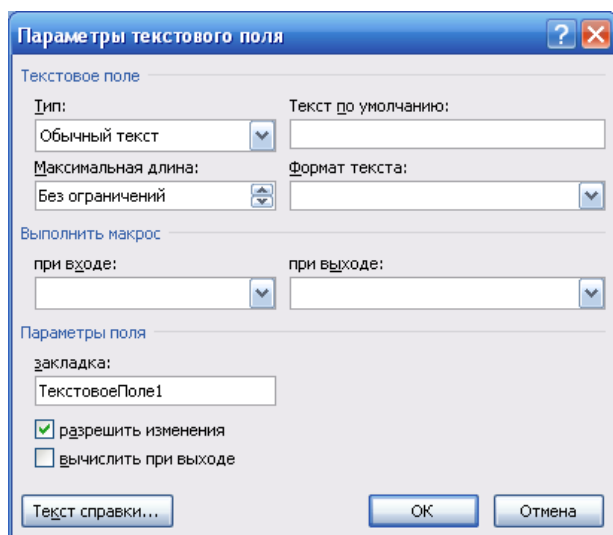 Параметры текстового поля
Текстовое поле
Тип: Текст по умолчанию:
Обычный текст
Максимальная длина: Формат текста:
Без ограничений
Выполнить макрос
при входе: при выходе:
Параметры поля
закладка:
ТекстовоеПоле1
разрешить изменения
вычислить при выходе
Текст справки... ОК Отмена